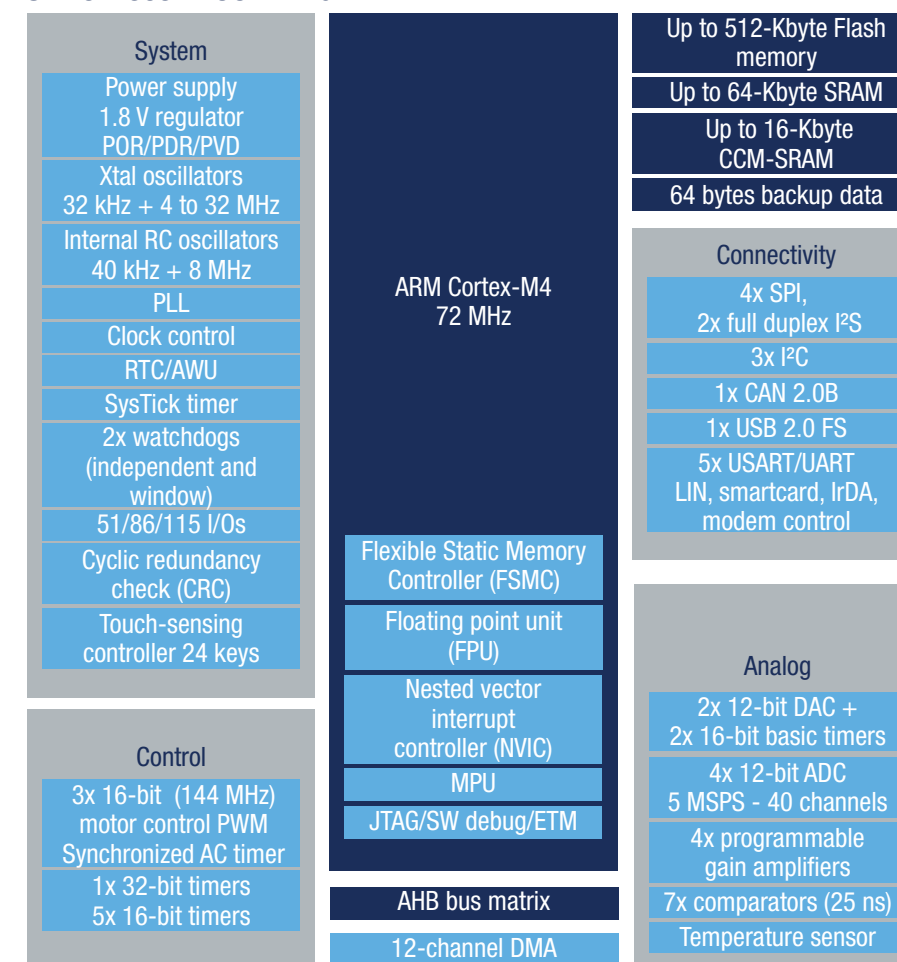 System
Power supply
1.8 V regulator
POR/PDR/PVD
Xtal oscillators
32 kHz + 4 to 32 MHz
Internal RC oscillators
40 kHz + 8 MHz
PLL
Clock control
RTC/AWU
SysTick timer
2x watchdogs
(independent and
window)
51/86/115 I/Os
Cyclic redundancy
check (CRC)
Touch-sensing
controller 24 keys
Control
3x 16-bit (144 MHz)
motor control PWM
Synchronized AC timer
1x 32-bit timers
5x 16-bit timers
ARM Cortex-M4
72 MHz
Flexible Static Memory
Controller (FSMC)
Floating point unit
(FPU)
Nested vector
interrupt
controller (NVIC)
MPU
JTAG/SW debug/ETM
AHB bus matrix
12-channel DMA
Up to 512-Kbyte Flash
memory
Up to 64-Kbyte SRAM
Up to 16-Kbyte
CCM-SRAM
64 bytes backup data
Connectivity
4x SPI,
2x full duplex I²S
3x I²C
1x CAN 2.0B
1x USB 2.0 FS
5x USART/UART
LIN, smartcard, IrDA,
modem control
Analog
2x 12-bit DAC +
2x 16-bit basic timers
4x 12-bit ADC
5 MSPS - 40 channels
4x programmable
gain amplifiers
7x comparators (25 ns)
Temperature sensor